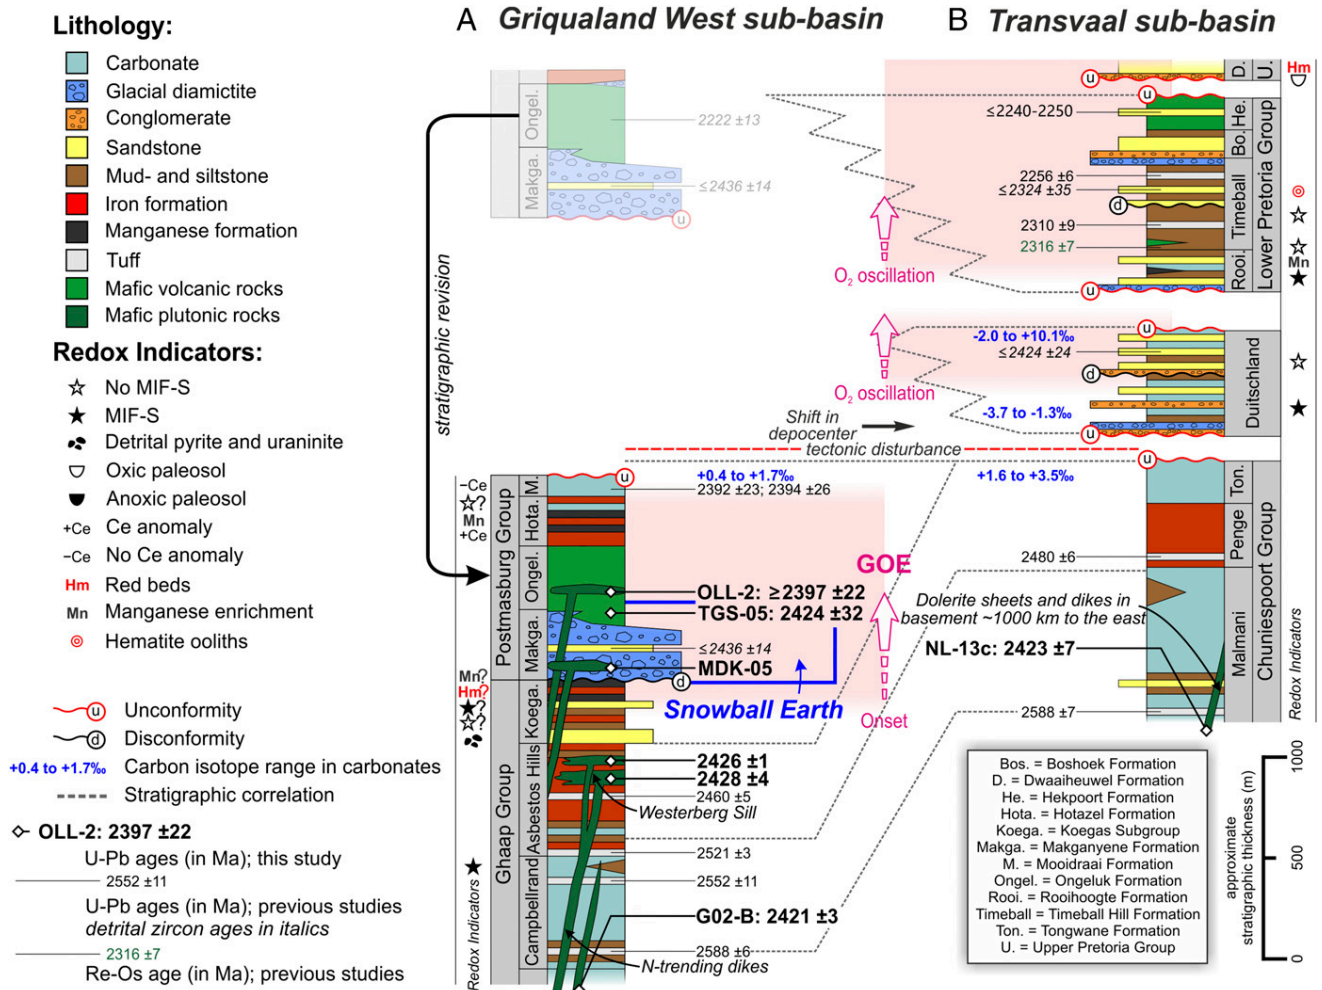 Lithology:
Carbonate
Glacial diamictite
Conglomerate
Sandstone
Mud- and siltstone
Iron formation
Manganese formation
Tuff
Mafic volcanic rocks
Mafic plutonic rocks
Redox Indicators:
No MIF-S
MIF-S
Detrital pyrite and uraninite
Oxic paleosol
Anoxic paleosol
+Ce Ce anomaly
−Ce No Ce anomaly
Hm Red beds
Mn Manganese enrichment
Hematite ooliths
u Unconformity
d Disconformity
+0.4 to +1.7‰ Carbon isotope range in carbonates
Stratigraphic correlation
OLL-2: 2397 ±22
U-Pb ages (in Ma); this study
2552 ±11
U-Pb ages (in Ma); previous studies
detrital zircon ages in italics
2316 ±7
Re-Os age (in Ma); previous studies
A Griqualand West sub-basin
Ongel.
Makga.
2222 ±13
≤2436 ±14
u
stratigraphic revision
O2 oscillation
O2 oscillation
Shift in
depocenter
tectonic disturbance
+0.4 to +1.7‰
2392 ±23; 2394 ±26
u
−Ce
☆?
Mn
+Ce
Postmasburg Group
M.
Hota.
Ongel.
Makga.
GOE
OLL-2: ≥2397 ±22
TGS-05: 2424 ±32
≤2436 ±14
MDK-05
d
Snowball Earth
Onset
Mn?
Hm?
★?
☆?
Ghaap Group
Koega.
Asbestos Hills
Campbellrand
2426 ±1
2428 ±4
2460 ±5
Westerberg Sill
2521 ±3
2552 ±11
G02-B: 2421 ±3
2588 ±6
N-trending dikes
Redox Indicators
B Transvaal sub-basin
D.
U.
Hm
u
u
≤2240-2250
He.
Bo.
Timeball
Rooi.
Lower Pretoria Group
2256 ±6
≤2324 ±35
d
2310 ±9
2316 ±7
Mn
u
u
-2.0 to +10.1‰
≤2424 ±24
d
-3.7 to -1.3‰
u
Duitschland
u
+1.6 to +3.5‰
Ton.
Penge
Malmani
Chuniespoort Group
2480 ±6
Dolerite sheets and dikes in
basement ~1000 km to the east
NL-13c: 2423 ±7
2588 ±7
Redox Indicators
Bos. = Boshoek Formation
D. = Dwaaiheuwel Formation
He. = Hekpoort Formation
Hota. = Hotazel Formation
Koega. = Koegas Subgroup
Makga. = Makganyene Formation
M. = Mooidraai Formation
Ongel. = Ongeluk Formation
Rooi. = Rooihoogte Formation
Timeball = Timeball Hill Formation
Ton. = Tongwane Formation
U. = Upper Pretoria Group
approximate
stratigraphic thickness (m)
1000
500
0